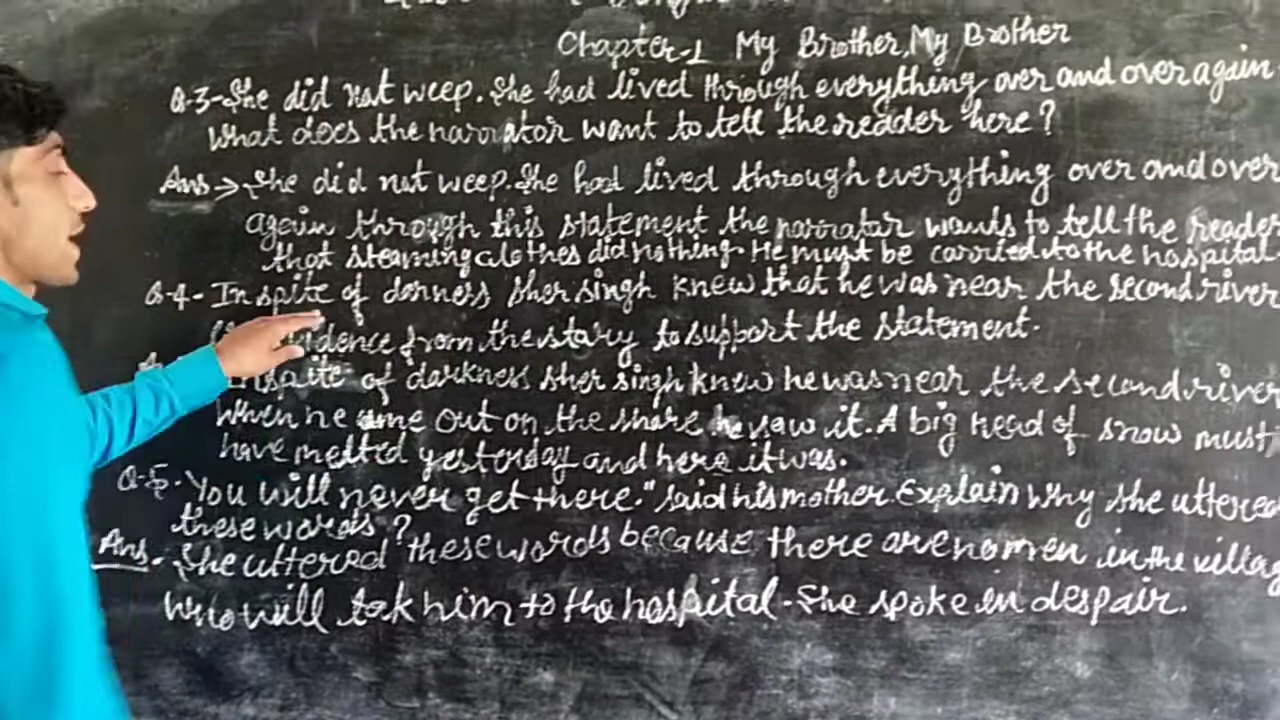 Chapter-1 My Brother, My Brother
Q-3-She did not weep. She had lived through everything over and over again.
What does the narrator want to tell the reader here?
Ans → She did not weep. She had lived through everything over and over
again through this statement the narrator wants to tell the reader
that steaming clothes did nothing. He must be carried to the hospital.
Q-4- In spite of darness sher singh knew that he was near the second river
idence from the story to support the statement.
Inspite of darkness sher singh knew he was near the second river
When he ame out on the share he saw it. A big head of snow must
have melted yesterday and here it was.
Q-5. You will never get there." said his mother. Explain why she uttered
these words?
Ans. She uttered these words because there are no men in the villag
who will tak him to the hospital. She spoke in despair.